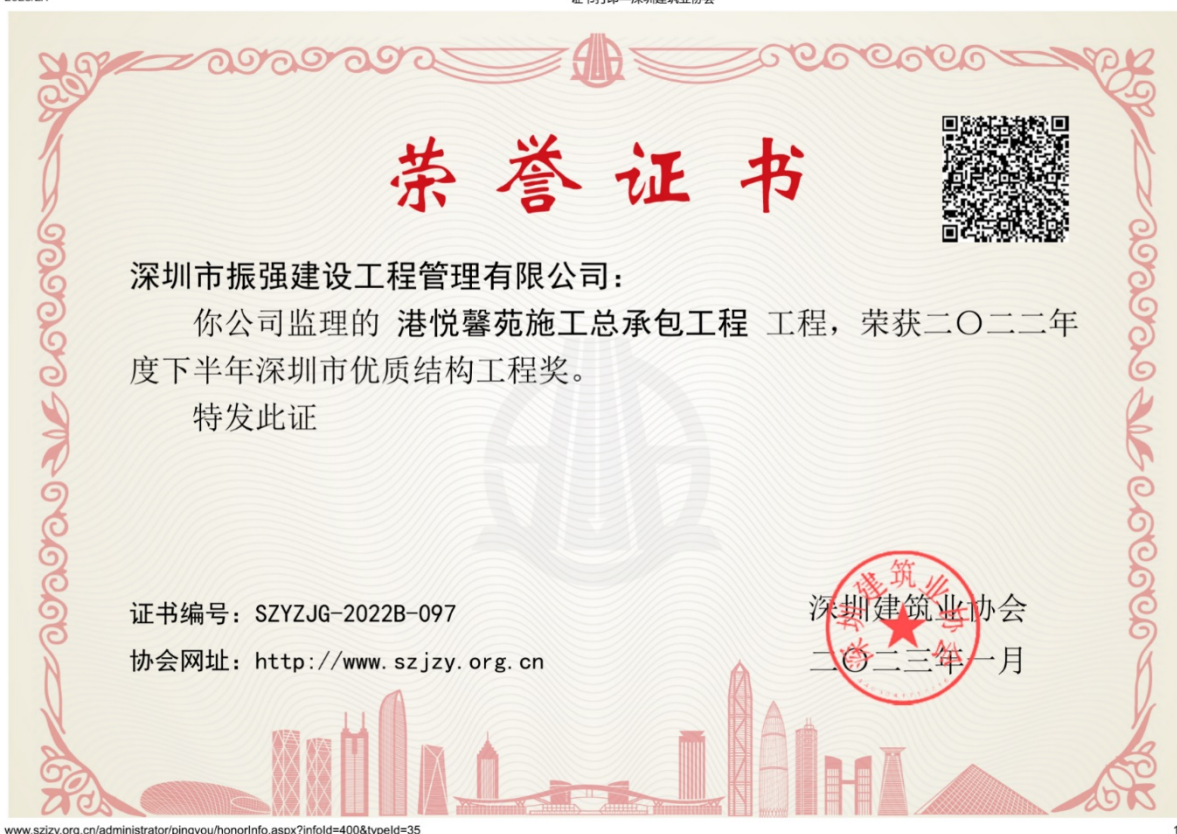 荣誉证书
深圳市振强建设工程管理有限公司：
你公司监理的 港悦馨苑施工总承包工程 工程，荣获二〇二二年
度下半年深圳市优质结构工程奖。
特发此证
证书编号：SZYZJG-2022B-097
深圳建筑业协会
协会网址：http://www.szjzy.org.cn
二〇二三年一月
深圳建筑业协会
www.szjzy.org.cn/administrator/pingyou/honorInfo.aspx?infoId=400&typeId=35